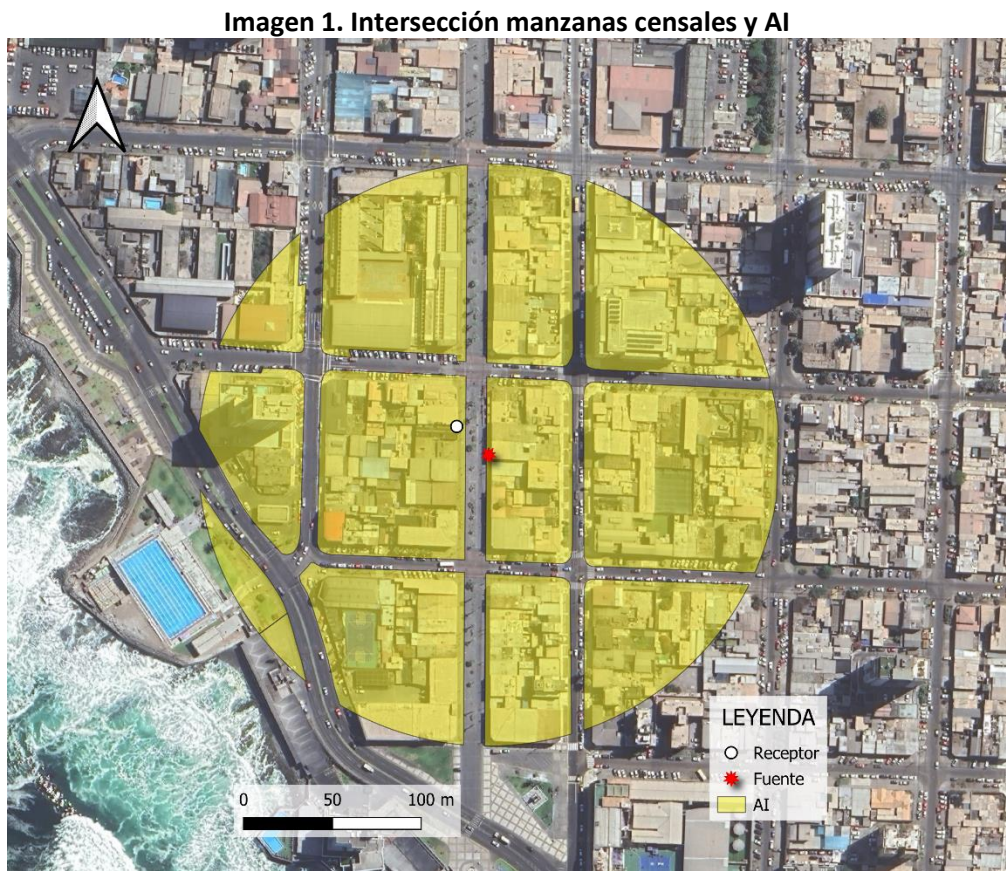 Imagen 1. Intersección manzanas censales y AI
LEYENDA
Receptor
Fuente
AI
0 50 100 m